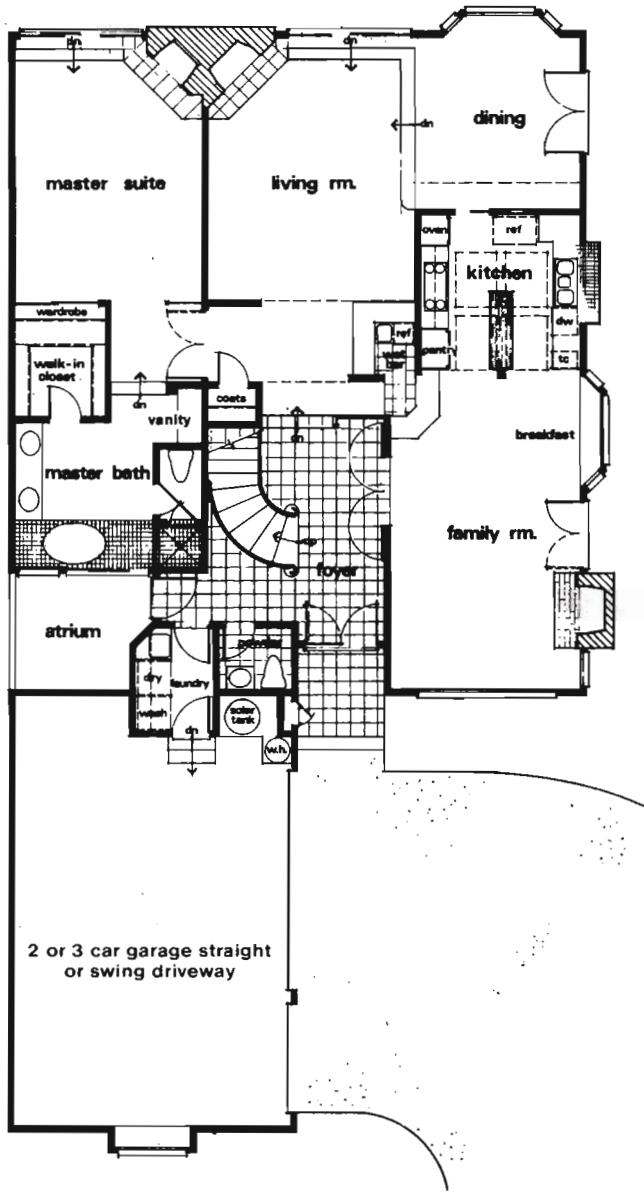 dn
dn
dining
dn
master suite
living rm.
oven
ref
kitchen
wardrobe
dw
ref
wet bar
pantry
tc
walk-in
closet
coats
dn
vanity
dn
breakfast
master bath
family rm.
up
foyer
atrium
powder
dry
laundry
wash
solar
tank
dn
w.h.
2 or 3 car garage straight
or swing driveway